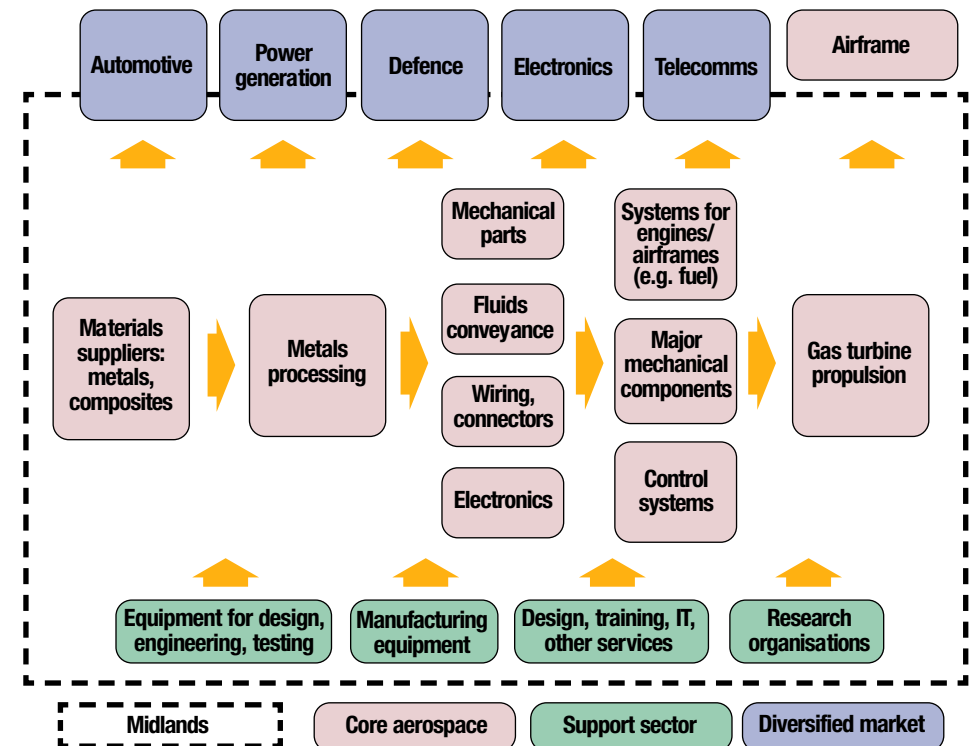 Automotive
Power
generation
Defence
Electronics
Telecomms
Airframe
Mechanical
parts
Systems for
engines/
airframes
(e.g. fuel)
Materials
suppliers:
metals,
composites
Metals
processing
Fluids
conveyance
Wiring,
connectors
Electronics
Major
mechanical
components
Control
systems
Gas turbine
propulsion
Equipment for design,
engineering, testing
Manufacturing
equipment
Design, training, IT,
other services
Research
organisations
Midlands
Core aerospace
Support sector
Diversified market